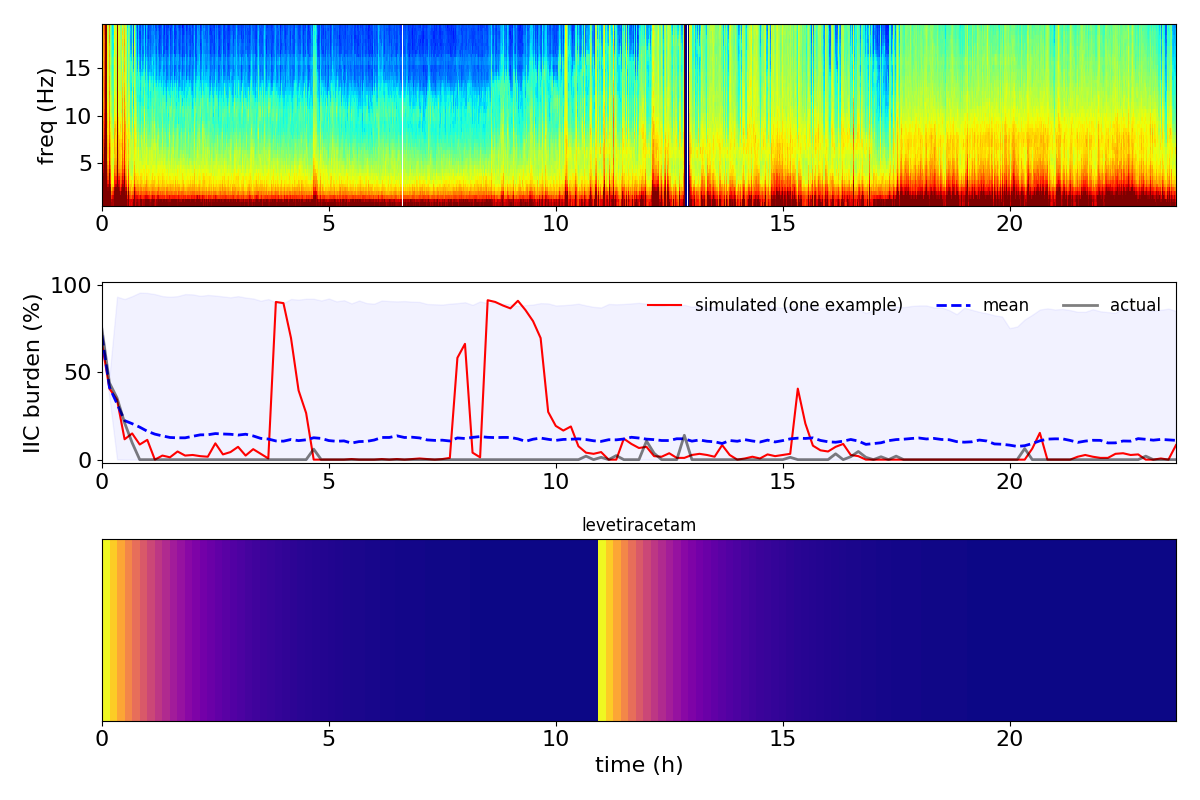 freq (Hz)
15
10
5
0 5 10 15 20
IIC burden (%)
100
50
0
simulated (one example) mean actual
0 5 10 15 20
levetiracetam
0 5 10 15 20
time (h)